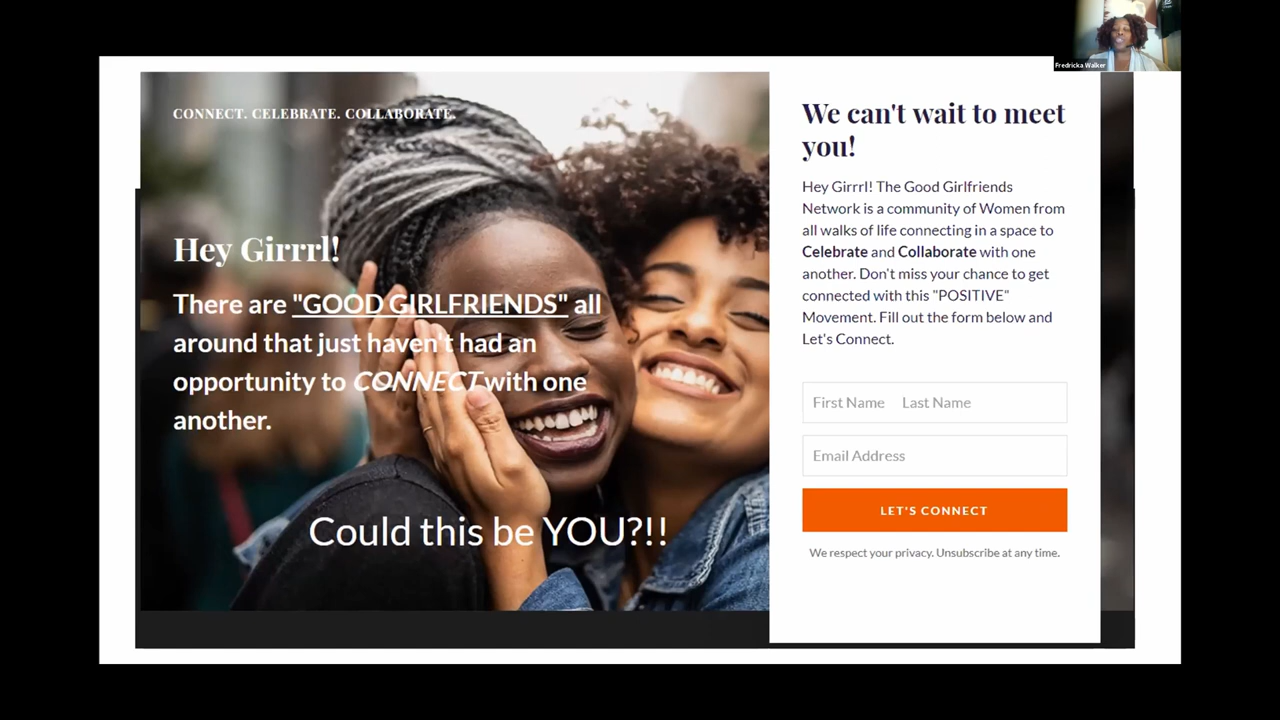 Fredricka Walker
CONNECT. CELEBRATE. COLLABORATE.
Hey Girrrl!
There are "GOOD GIRLFRIENDS" all
around that just haven't had an
opportunity to CONNECT with one
another.
Could this be YOU?!!
We can't wait to meet
you!
Hey Girrrl! The Good Girlfriends
Network is a community of Women from
all walks of life connecting in a space to
Celebrate and Collaborate with one
another. Don't miss your chance to get
connected with this "POSITIVE"
Movement. Fill out the form below and
Let's Connect.
First Name Last Name
Email Address
LET'S CONNECT
We respect your privacy. Unsubscribe at any time.